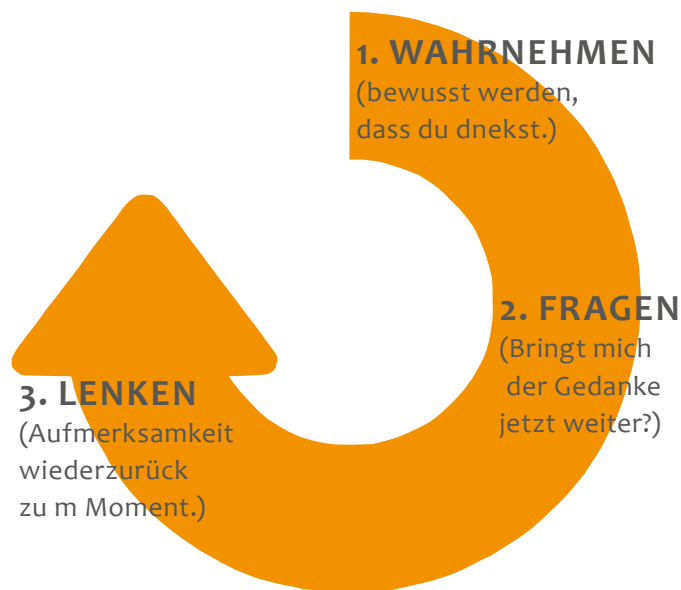 1. WAHRNEHMEN
(bewusst werden,
dass du dnekst.)
2. FRAGEN
(Bringt mich
der Gedanke
jetzt weiter?)
3. LENKEN
(Aufmerksamkeit
wiederzurück
zu m Moment.)